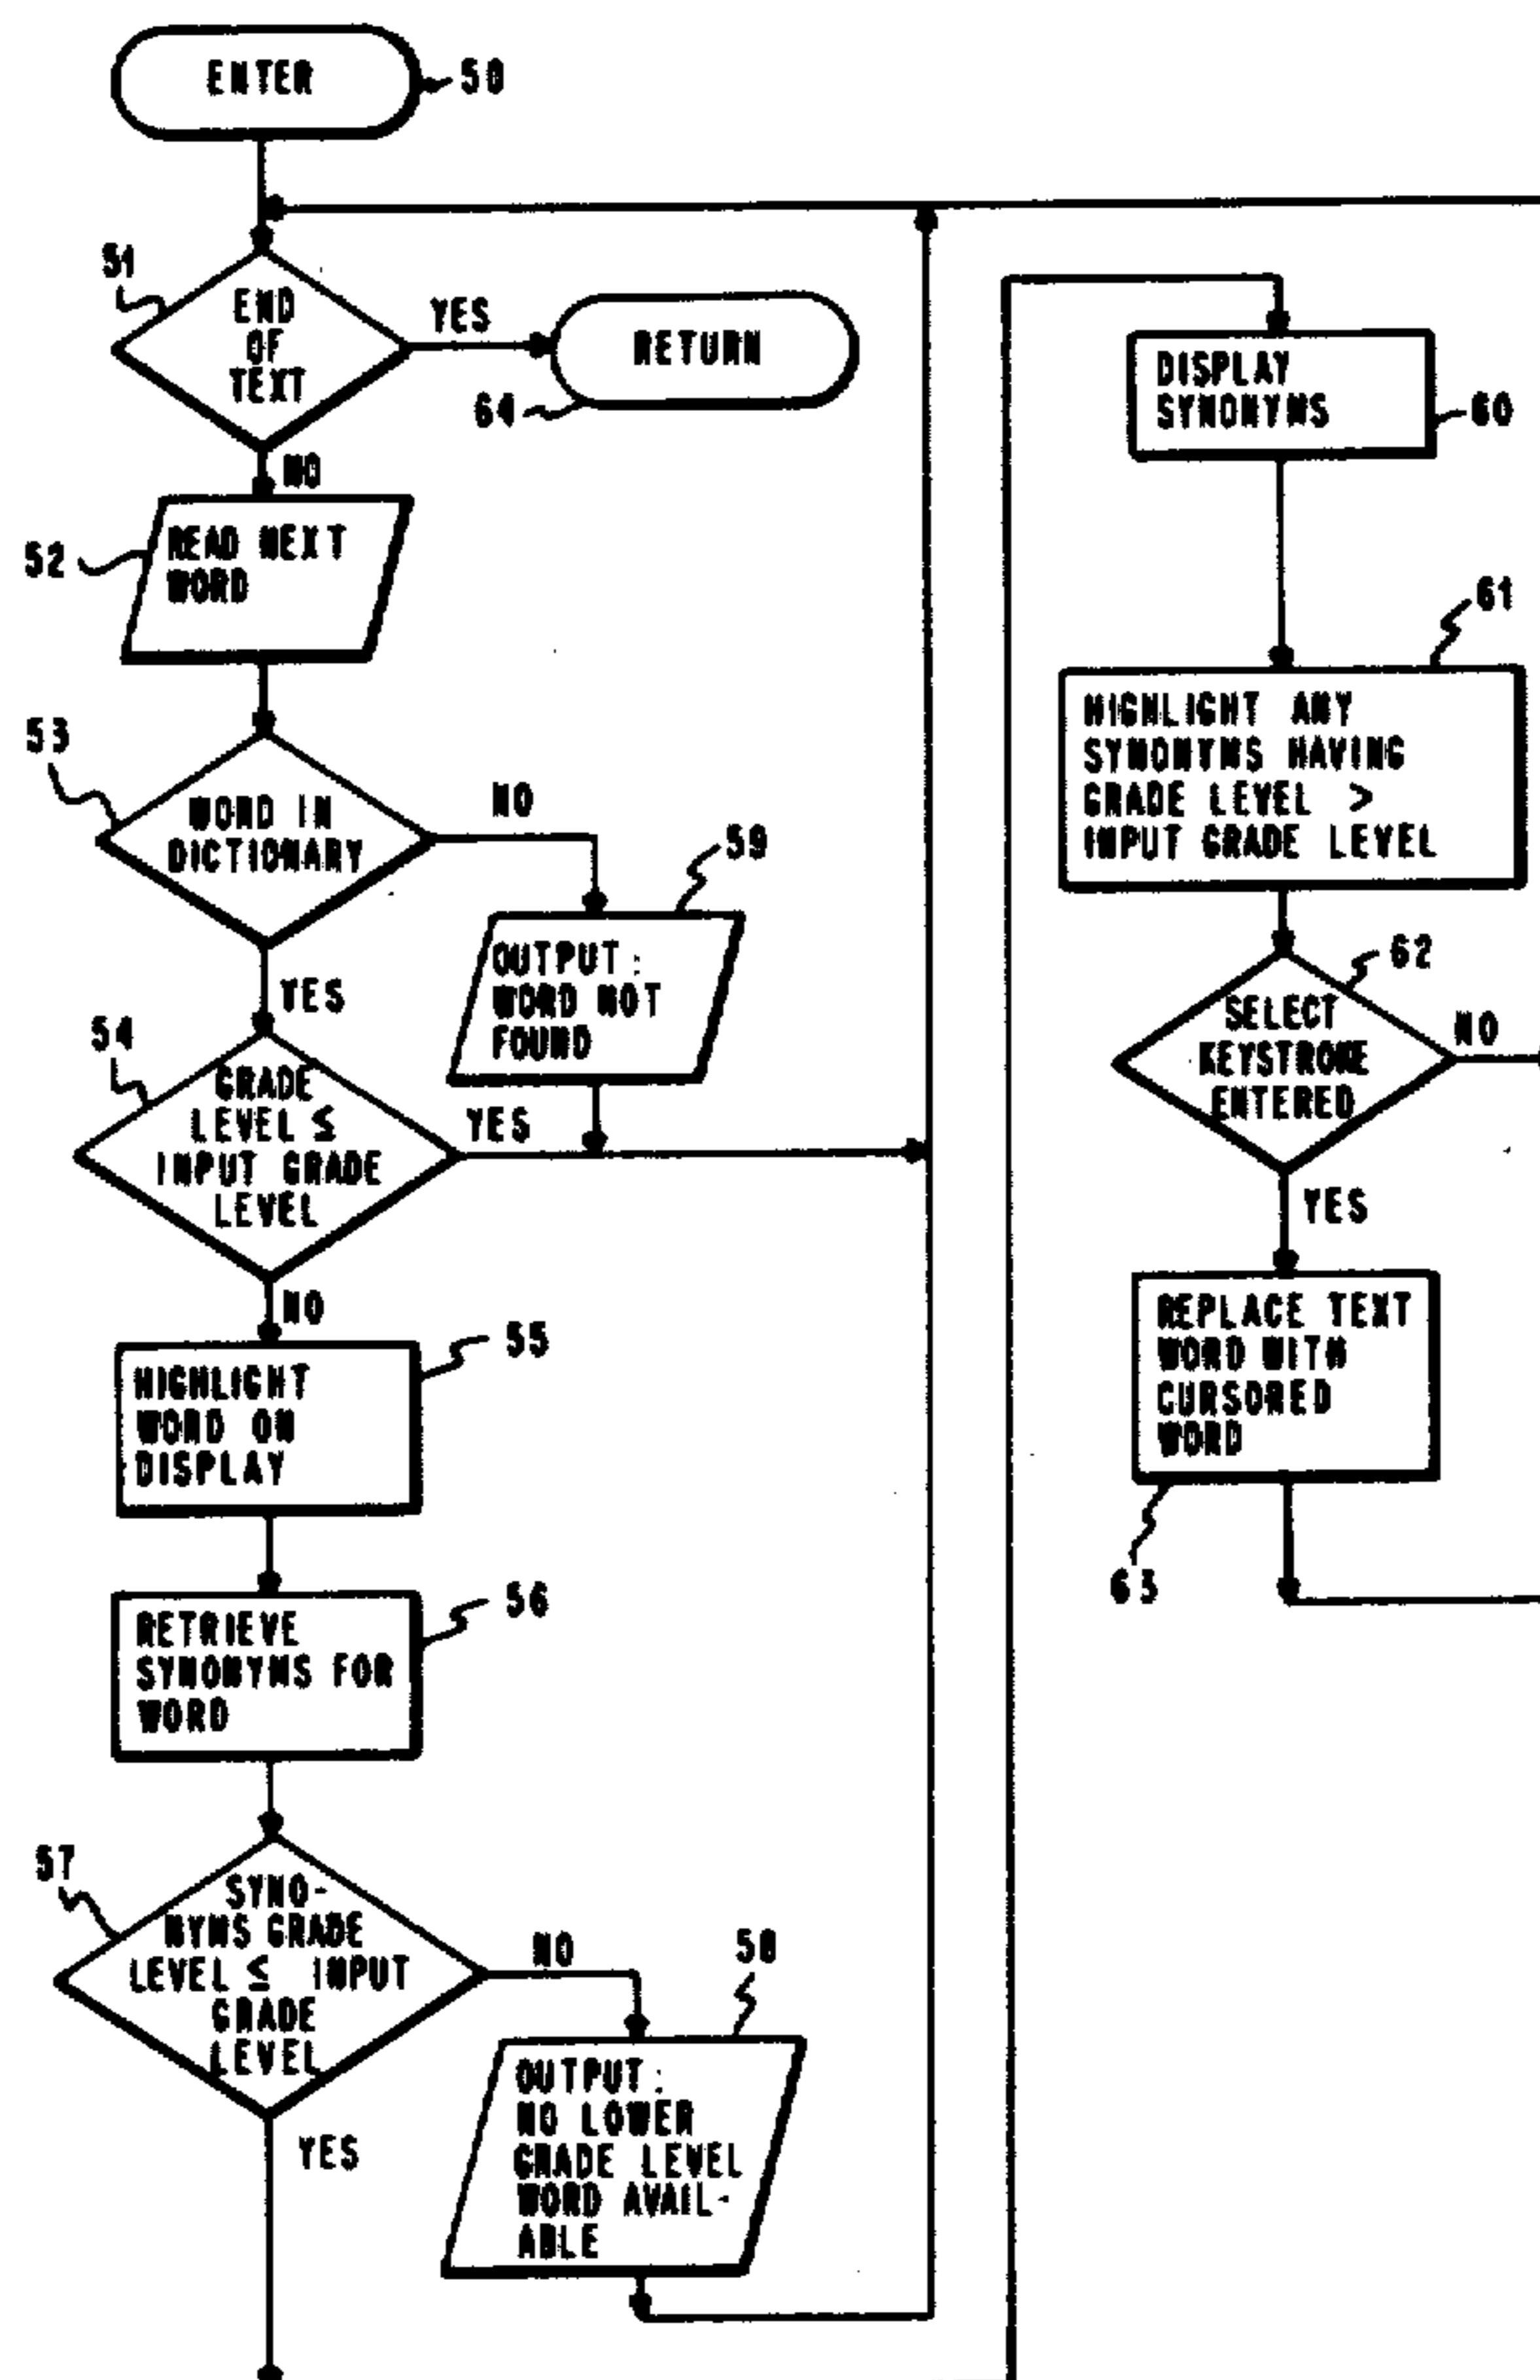 ENTER
50
51
END
OF
TEXT
YES
RETURN
64
NO
52
READ NEXT
WORD
53
WORD IN
DICTIONARY
NO
59
OUTPUT:
WORD NOT
FOUND
YES
54
GRADE
LEVEL ≤
INPUT GRADE
LEVEL
YES
NO
55
HIGHLIGHT
WORD ON
DISPLAY
56
RETRIEVE
SYNONYMS FOR
WORD
57
SYNO-
NYMS GRADE
LEVEL ≤ INPUT
GRADE
LEVEL
NO
58
OUTPUT:
NO LOWER
GRADE LEVEL
WORD AVAIL-
ABLE
YES
DISPLAY
SYNONYMS
60
61
HIGHLIGHT ANY
SYNONYMS HAVING
GRADE LEVEL >
INPUT GRADE LEVEL
62
SELECT
KEYSTROKE
ENTERED
NO
YES
REPLACE TEXT
WORD WITH
CURSORED
WORD
63